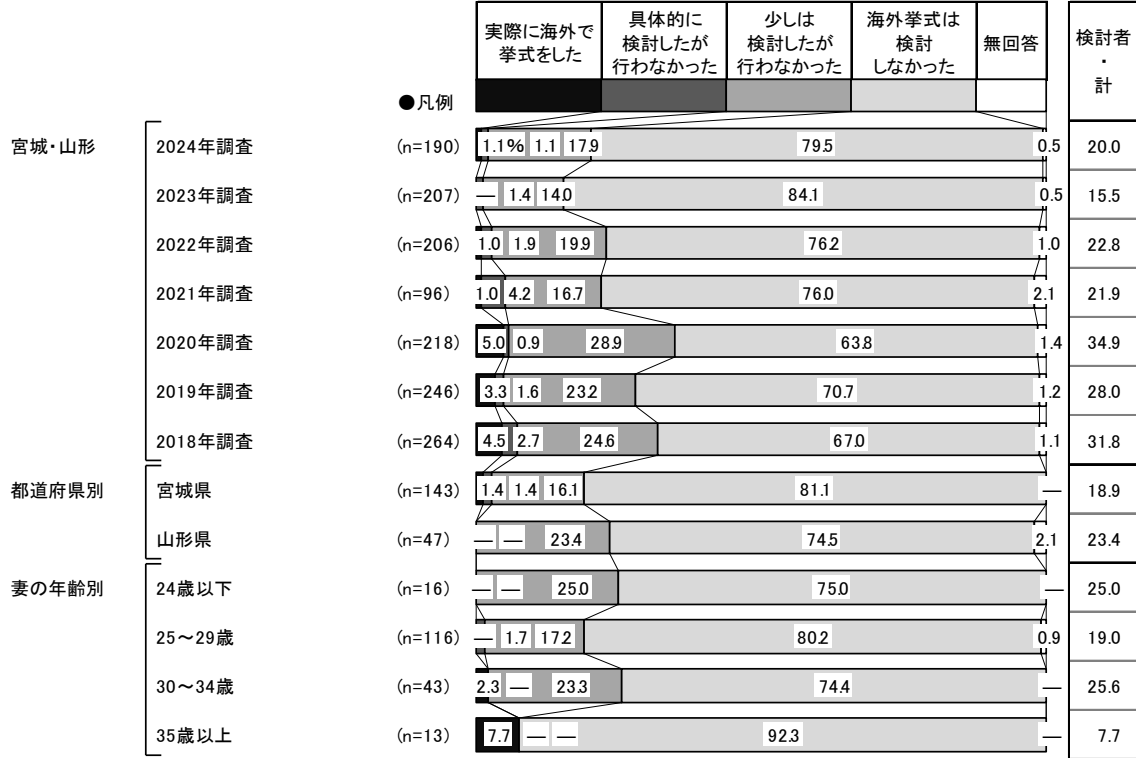 実際に海外で
挙式をした
具体的に
検討したが
行わなかった
少しは
検討したが
行わなかった
海外挙式は
検討
しなかった
無回答
検討者
・
計
●凡例
宮城・山形 2024年調査 (n=190) 1.1% 1.1 17.9 79.5 0.5 20.0
2023年調査 (n=207) — 1.4 14.0 84.1 0.5 15.5
2022年調査 (n=206) 1.0 1.9 19.9 76.2 1.0 22.8
2021年調査 (n=96) 1.0 4.2 16.7 76.0 2.1 21.9
2020年調査 (n=218) 5.0 0.9 28.9 63.8 1.4 34.9
2019年調査 (n=246) 3.3 1.6 23.2 70.7 1.2 28.0
2018年調査 (n=264) 4.5 2.7 24.6 67.0 1.1 31.8
都道府県別 宮城県 (n=143) 1.4 1.4 16.1 81.1 — 18.9
山形県 (n=47) — — 23.4 74.5 2.1 23.4
妻の年齢別 24歳以下 (n=16) — — 25.0 75.0 — 25.0
25～29歳 (n=116) — 1.7 17.2 80.2 0.9 19.0
30～34歳 (n=43) 2.3 — 23.3 74.4 — 25.6
35歳以上 (n=13) 7.7 — — 92.3 — 7.7